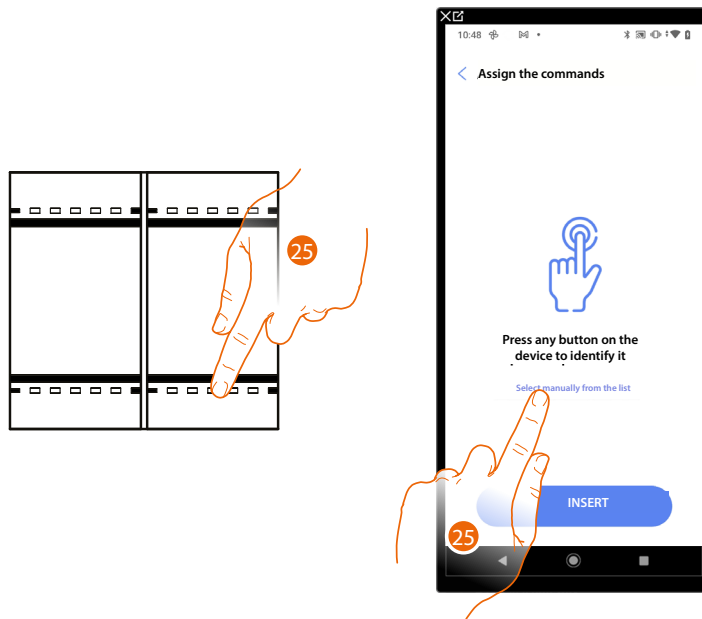 10:48
Assign the commands
25
Press any button on the
device to identify it
Select manually from the list
INSERT
25